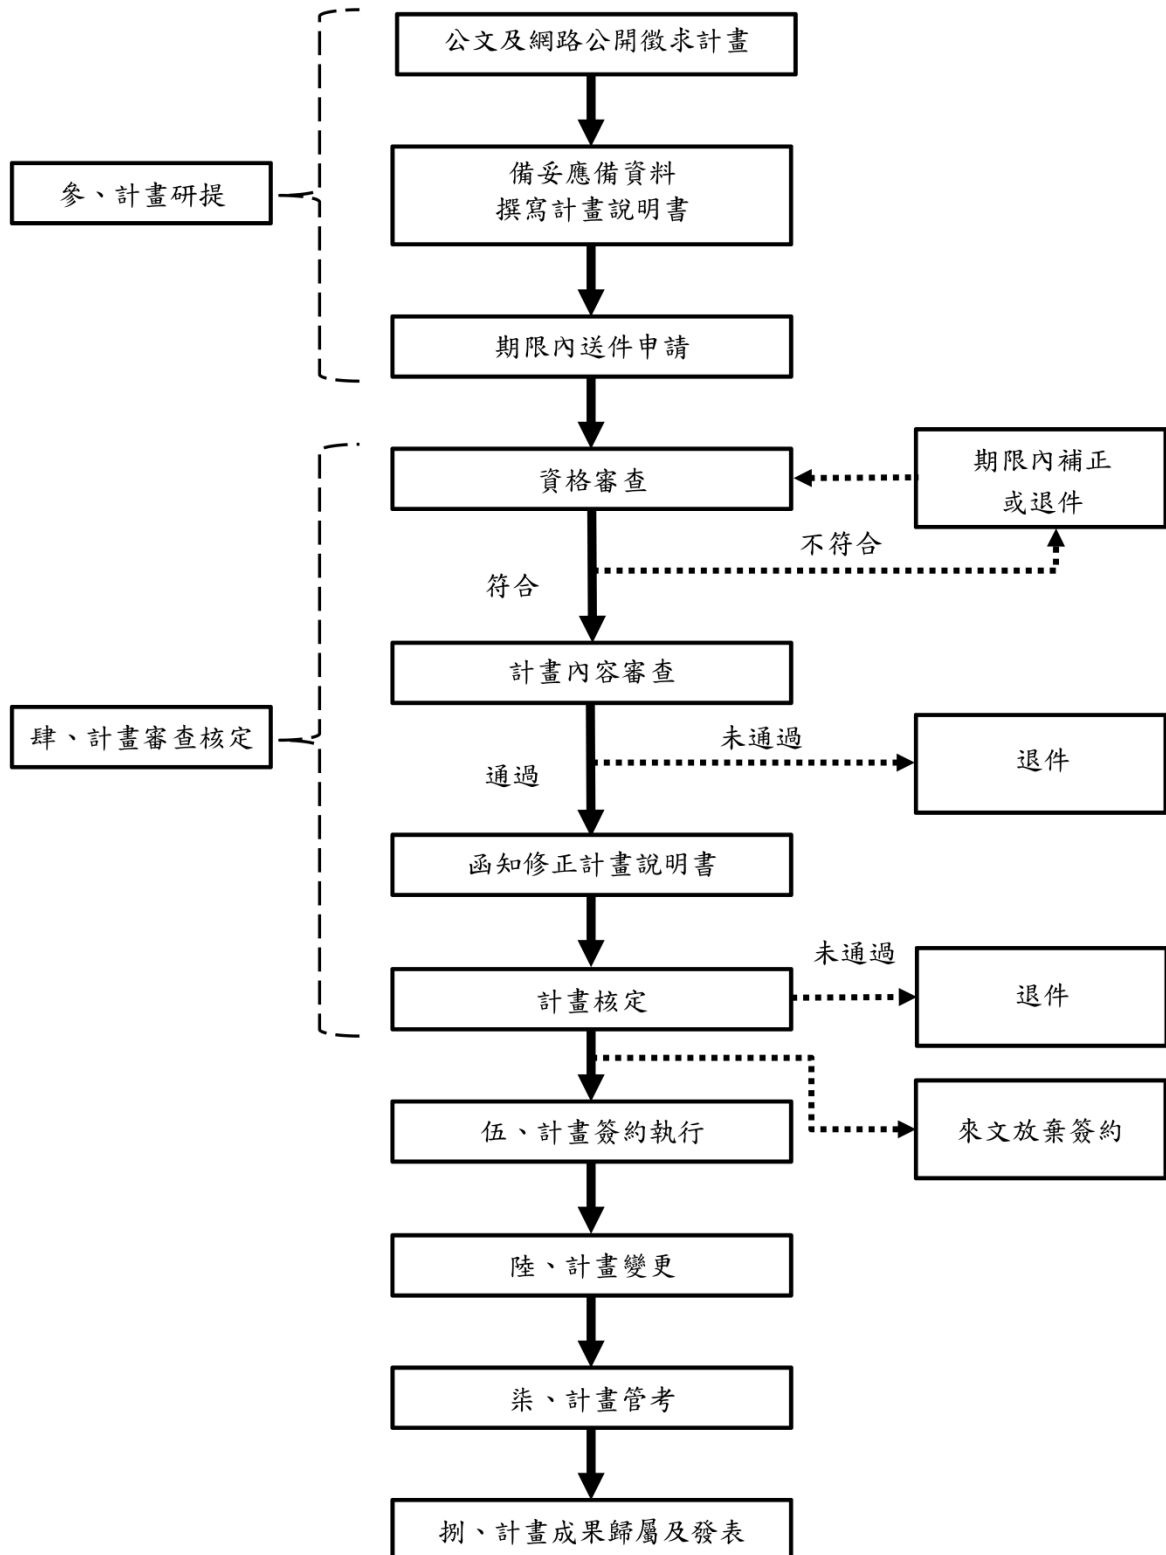 公文及網路公開徵求計畫
參、計畫研提
備妥應備資料
撰寫計畫說明書
期限內送件申請
資格審查
期限內補正
或退件
不符合
符合
計畫內容審查
肆、計畫審查核定
未通過
退件
通過
函知修正計畫說明書
未通過
計畫核定
退件
伍、計畫簽約執行
來文放棄簽約
陸、計畫變更
柒、計畫管考
捌、計畫成果歸屬及發表